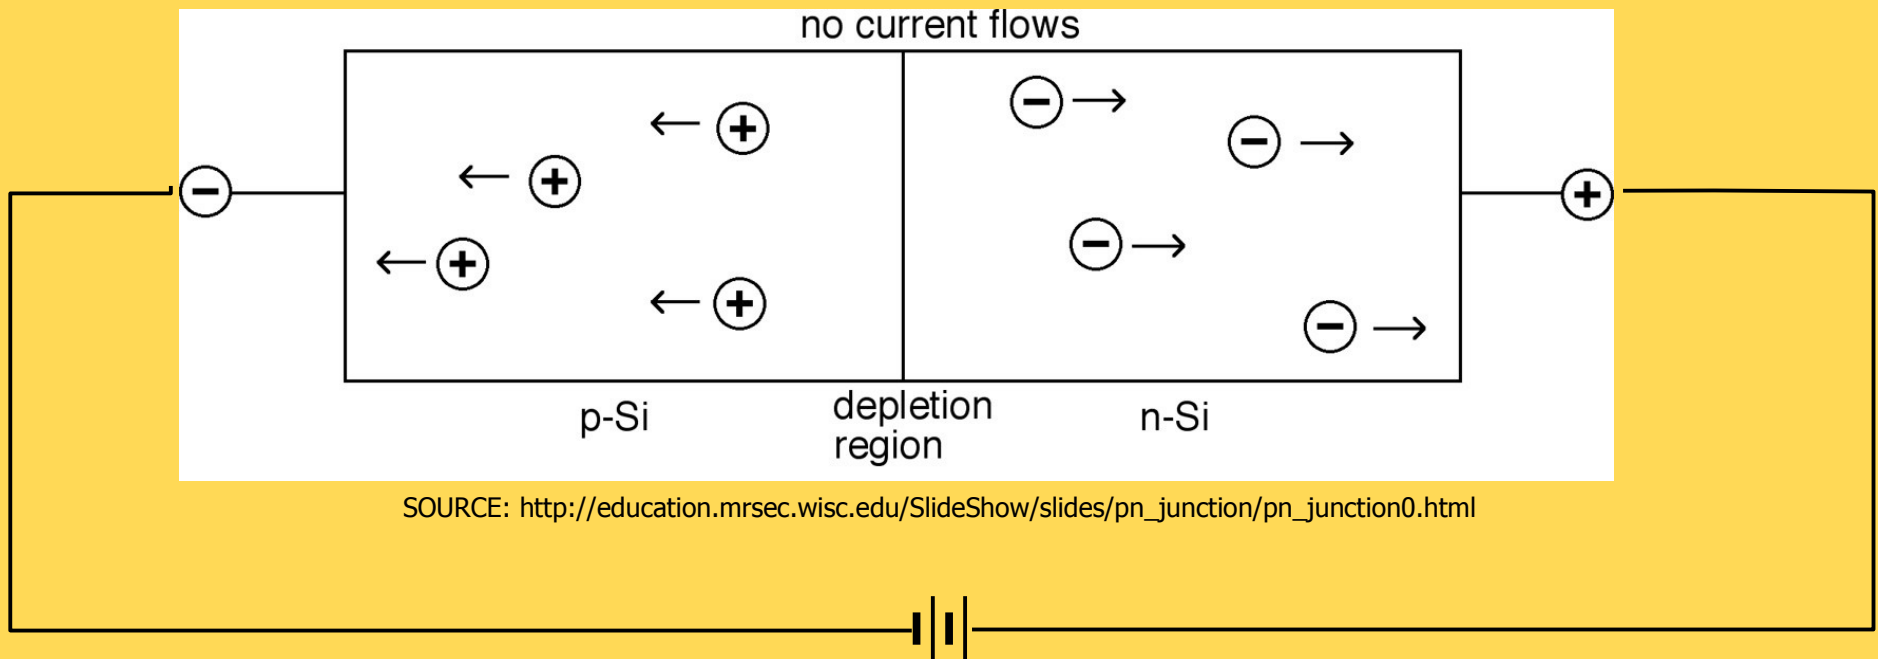 no current flows
p-Si
depletion
region
n-Si
SOURCE: http://education.mrsec.wisc.edu/SlideShow/slides/pn_junction/pn_junction0.html